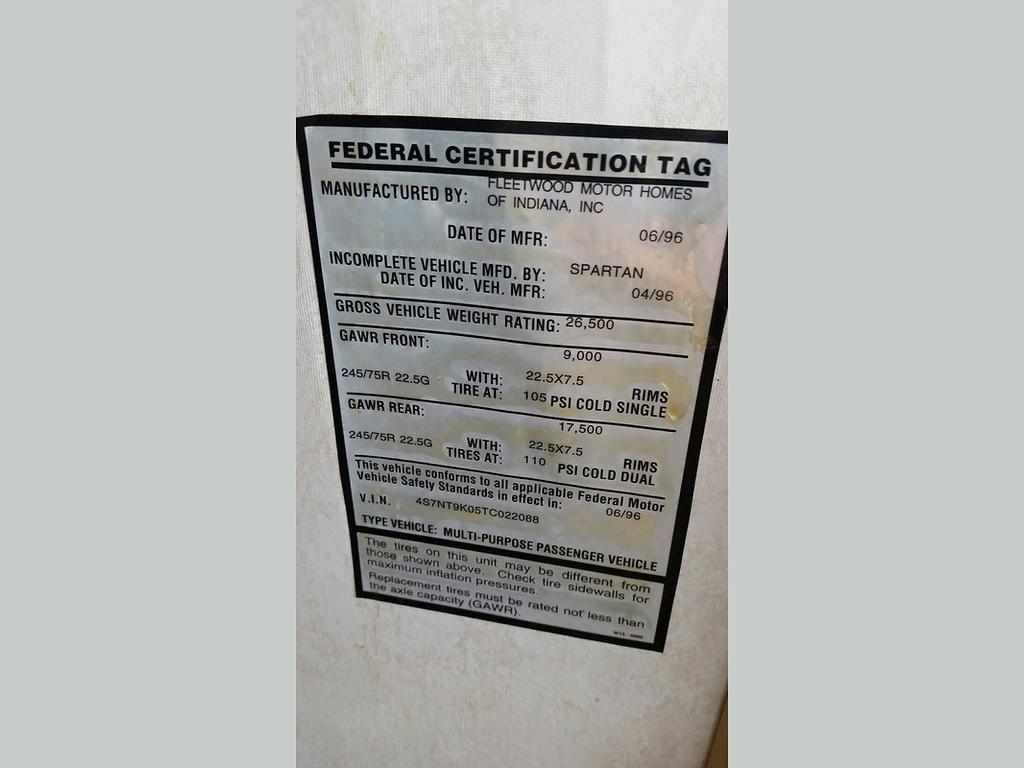 FEDERAL CERTIFICATION TAG
MANUFACTURED BY: FLEETWOOD MOTOR HOMES
OF INDIANA, INC
DATE OF MFR: 06/96
INCOMPLETE VEHICLE MFD. BY: SPARTAN
DATE OF INC. VEH. MFR: 04/96
GROSS VEHICLE WEIGHT RATING: 26,500
GAWR FRONT: 9,000
245/75R 22.5G WITH: 22.5X7.5 RIMS
TIRE AT: 105 PSI COLD SINGLE
GAWR REAR: 17,500
245/75R 22.5G WITH: 22.5X7.5 RIMS
TIRES AT: 110 PSI COLD DUAL
This vehicle conforms to all applicable Federal Motor
Vehicle Safety Standards in effect in: 06/96
V.I.N. 4S7NT9K05TC022088
TYPE VEHICLE: MULTI-PURPOSE PASSENGER VEHICLE
The tires on this unit may be different from
those shown above. Check tire sidewalls for
maximum inflation pressures.
Replacement tires must be rated not less than
the axle capacity (GAWR).